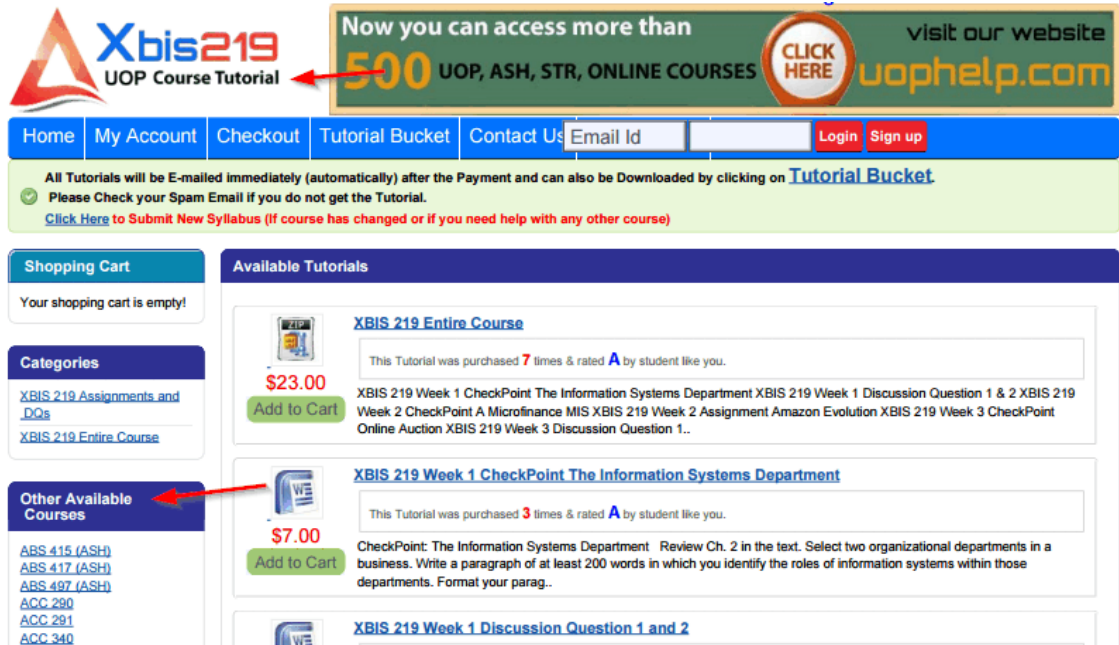 Xbis219
UOP Course Tutorial
Now you can access more than
500 UOP, ASH, STR, ONLINE COURSES
CLICK
HERE
visit our website
uophelp.com
Home
My Account
Checkout
Tutorial Bucket
Contact Us
Email Id
Login
Sign up
All Tutorials will be E-mailed immediately (automatically) after the Payment and can also be Downloaded by clicking on Tutorial Bucket.
Please Check your Spam Email if you do not get the Tutorial.
Click Here to Submit New Syllabus (If course has changed or if you need help with any other course)
Shopping Cart
Your shopping cart is empty!
Categories
XBIS 219 Assignments and
DQs
XBIS 219 Entire Course
Other Available
Courses
ABS 415 (ASH)
ABS 417 (ASH)
ABS 497 (ASH)
ACC 290
ACC 291
ACC 340
Available Tutorials
ZIP
XBIS 219 Entire Course
This Tutorial was purchased 7 times & rated A by student like you.
$23.00
Add to Cart
XBIS 219 Week 1 CheckPoint The Information Systems Department XBIS 219 Week 1 Discussion Question 1 & 2 XBIS 219
Week 2 CheckPoint A Microfinance MIS XBIS 219 Week 2 Assignment Amazon Evolution XBIS 219 Week 3 CheckPoint
Online Auction XBIS 219 Week 3 Discussion Question 1..
XBIS 219 Week 1 CheckPoint The Information Systems Department
This Tutorial was purchased 3 times & rated A by student like you.
$7.00
Add to Cart
CheckPoint: The Information Systems Department Review Ch. 2 in the text. Select two organizational departments in a
business. Write a paragraph of at least 200 words in which you identify the roles of information systems within those
departments. Format your parag..
XBIS 219 Week 1 Discussion Question 1 and 2